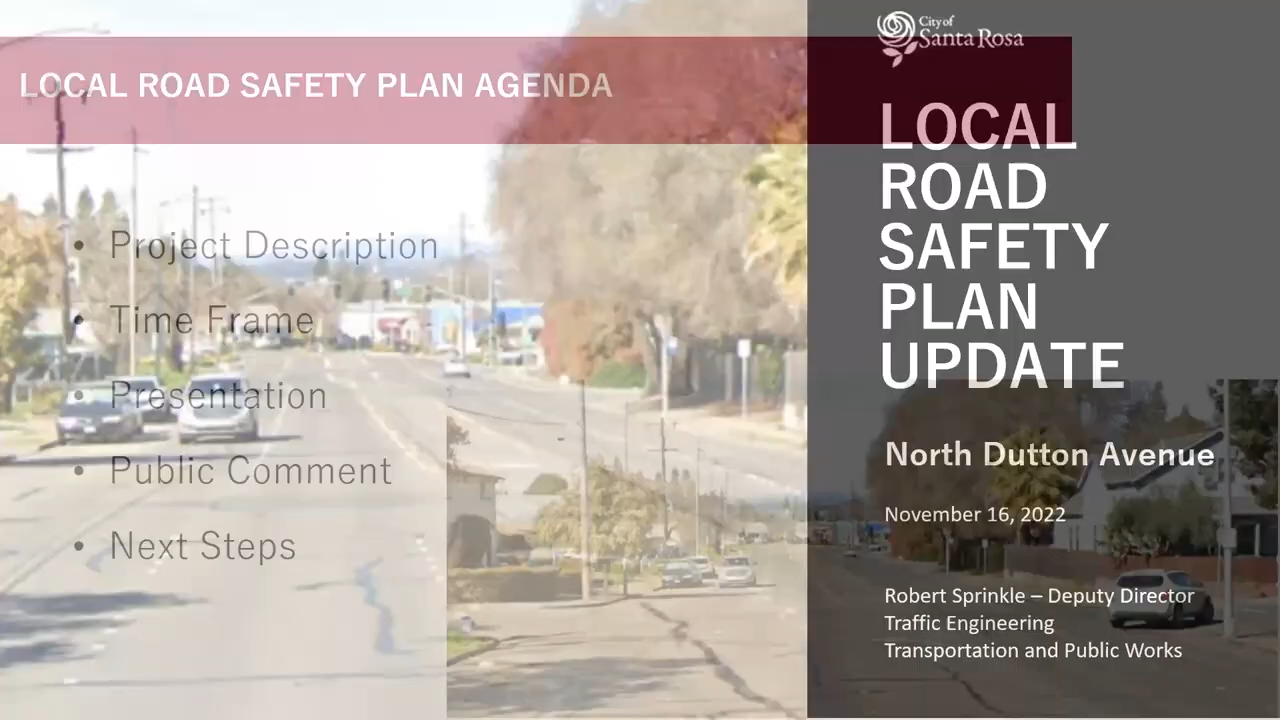 City of
Santa Rosa
LOCAL ROAD SAFETY PLAN AGENDA
• Project Description
• Time Frame
• Presentation
• Public Comment
• Next Steps
LOCAL
ROAD
SAFETY
PLAN
UPDATE
North Dutton Avenue
November 16, 2022
Robert Sprinkle – Deputy Director
Traffic Engineering
Transportation and Public Works